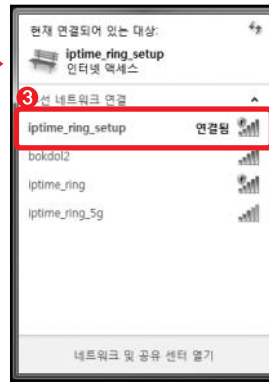 현재 연결되어 있는 대상:
iptime_ring_setup
인터넷 액세스
3
선 네트워크 연결
iptime_ring_setup 연결됨
bokdol2
iptime_ring
iptime_ring_5g
네트워크 및 공유 센터 열기